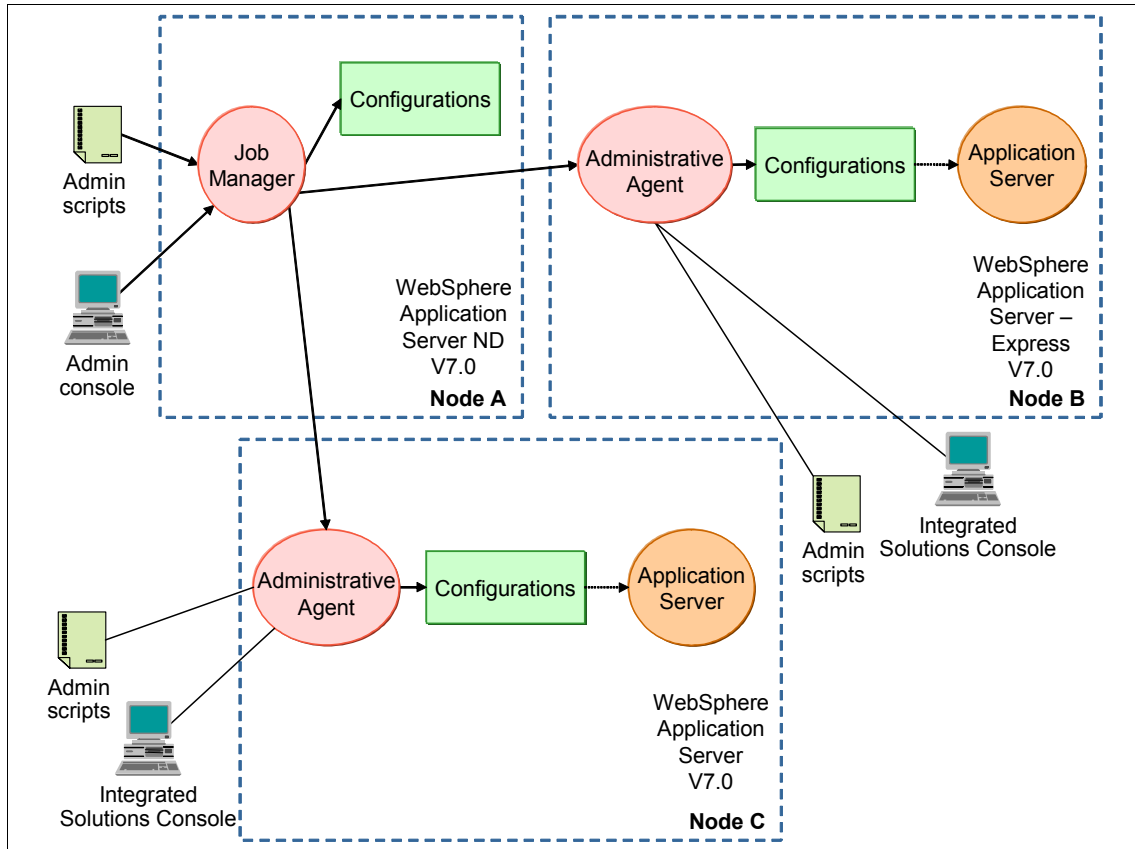 Configurations
Job
Manager
Admin
scripts
Admin
console
WebSphere
Application
Server ND
V7.0
Node A
Administrative
Agent
Configurations
Application
Server
WebSphere
Application
Server –
Express
V7.0
Node B
Admin
scripts
Integrated
Solutions Console
Administrative
Agent
Configurations
Application
Server
Admin
scripts
Integrated
Solutions Console
WebSphere
Application
Server
V7.0
Node C